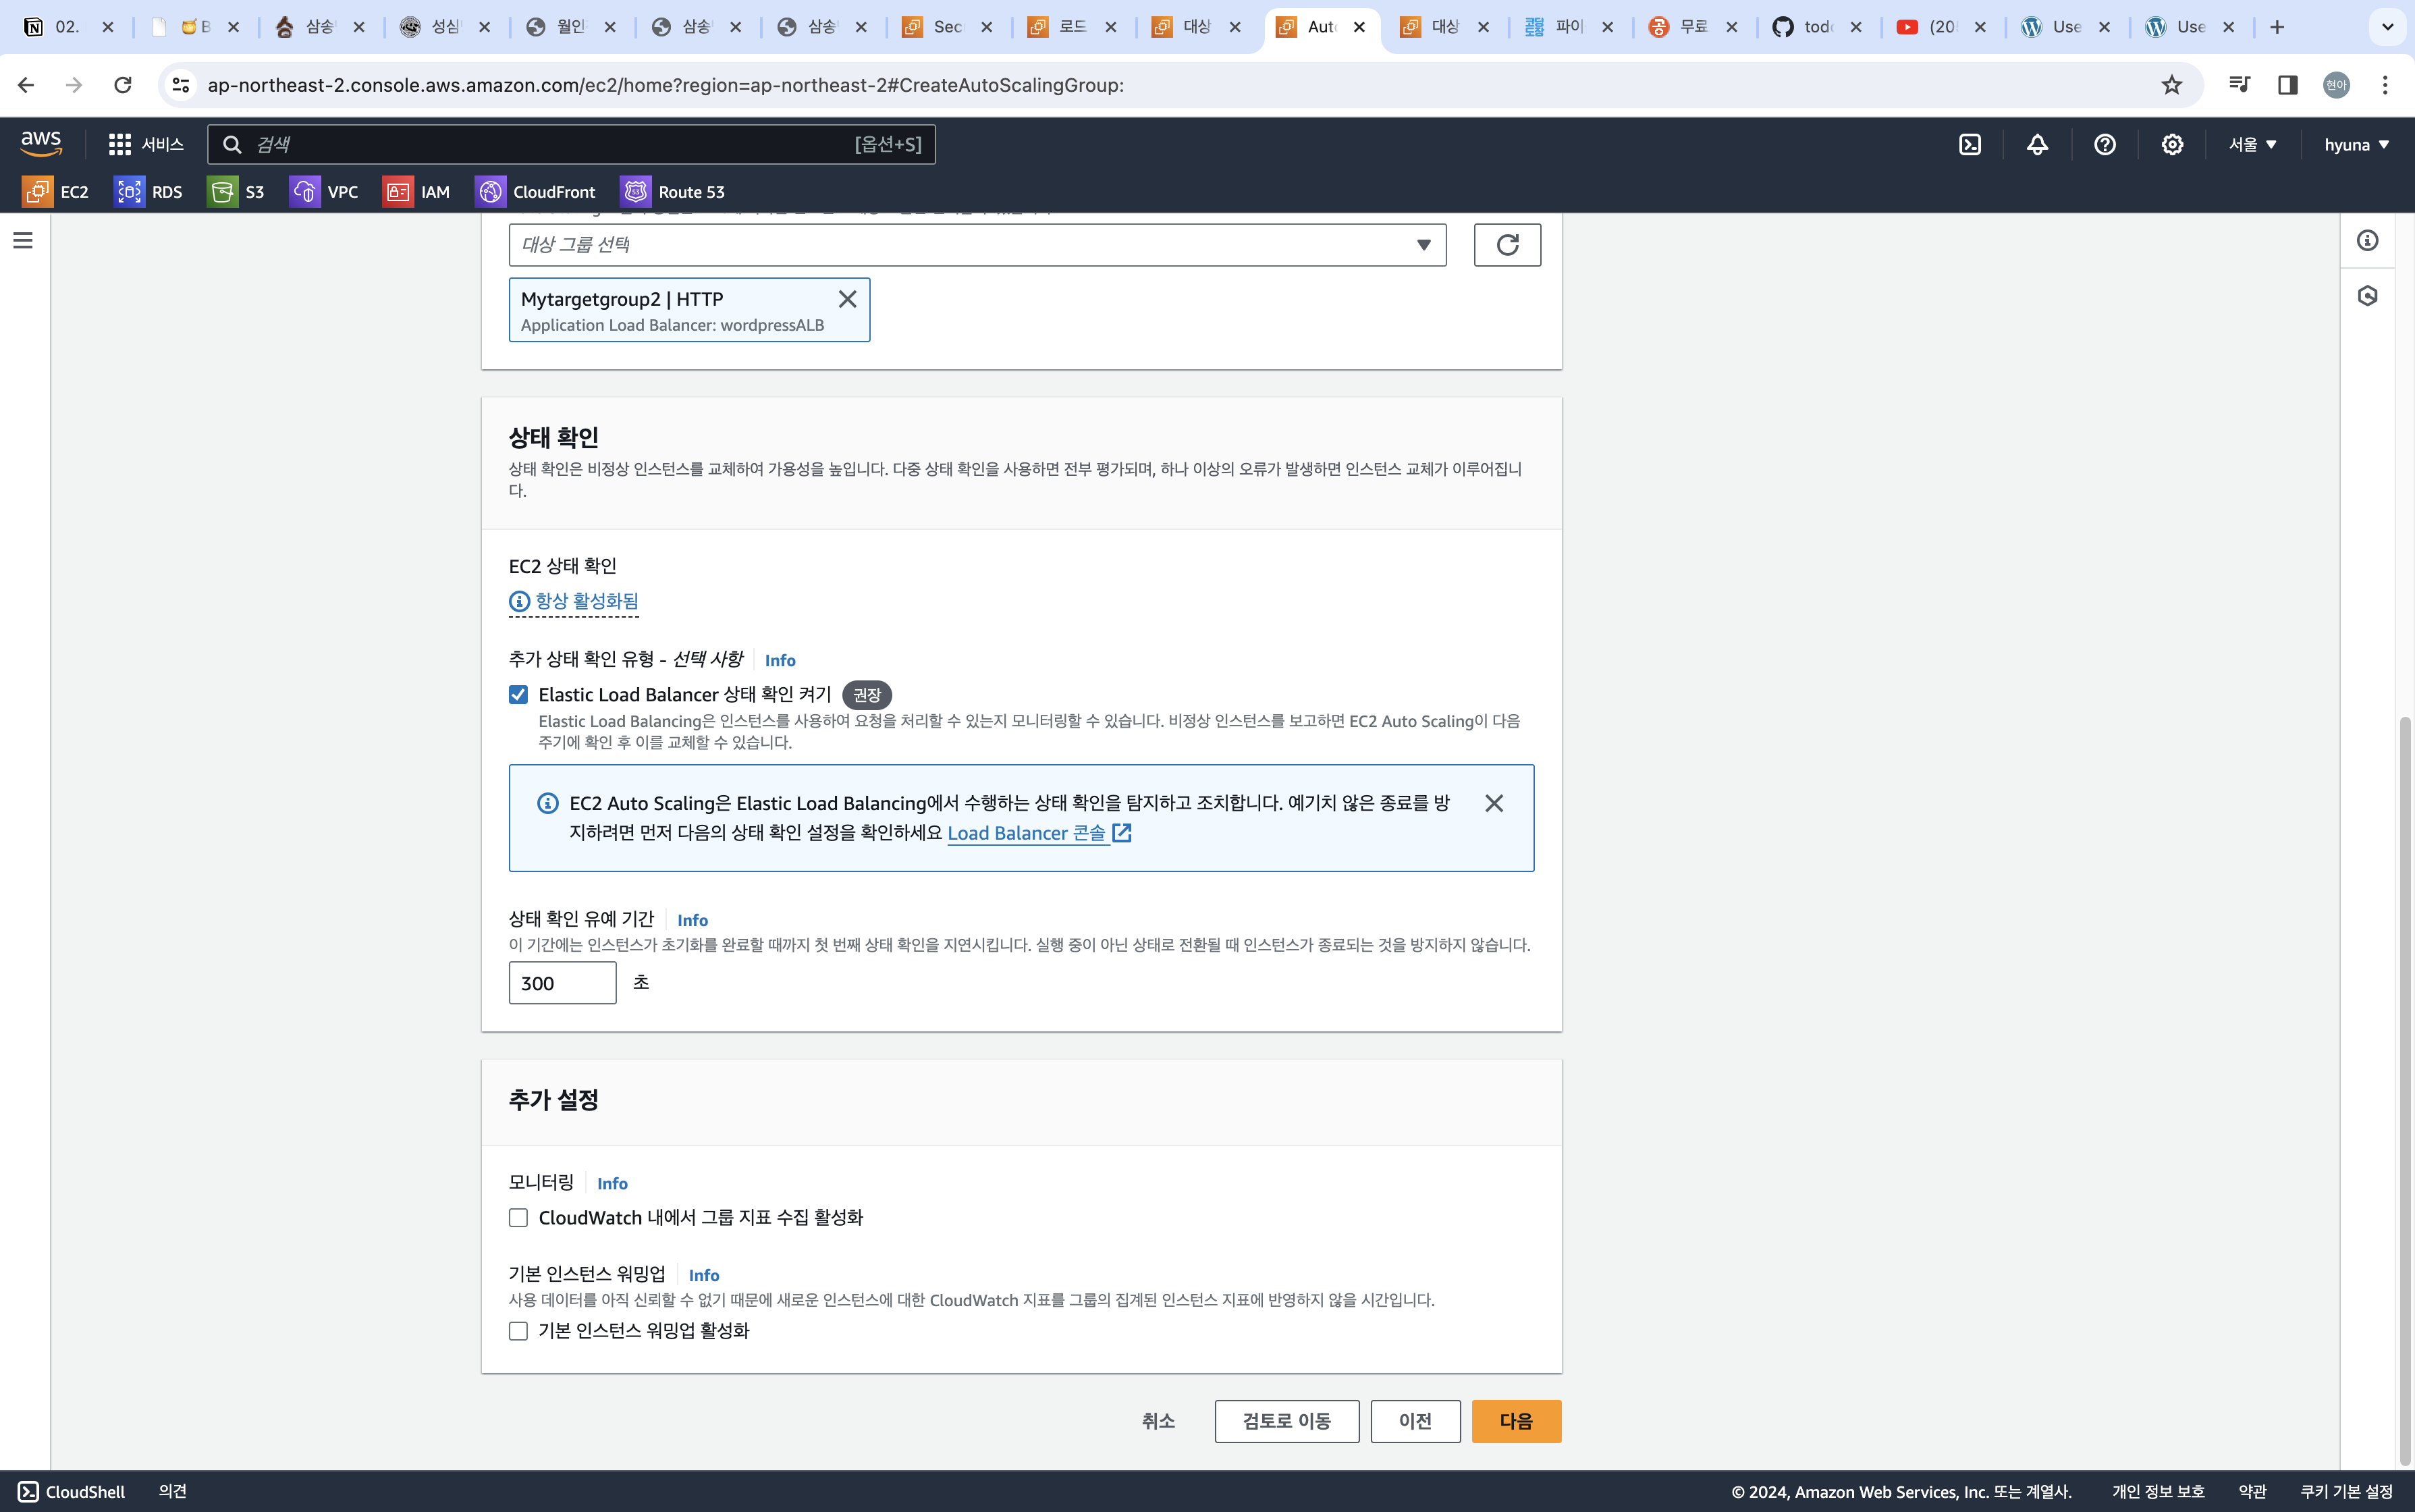 02.
B
삼송
성심
월인
삼송
삼송
Sec
로드
대상
Aut
대상
파이
무료
todo
(20
Use
Use
ap-northeast-2.console.aws.amazon.com/ec2/home?region=ap-northeast-2#CreateAutoScalingGroup:
현아
aws
서비스
검색
[옵션+S]
서울 ▼
hyuna ▼
EC2
RDS
S3
VPC
IAM
CloudFront
Route 53
대상 그룹 선택
Mytargetgroup2 | HTTP
Application Load Balancer: wordpressALB
상태 확인
상태 확인은 비정상 인스턴스를 교체하여 가용성을 높입니다. 다중 상태 확인을 사용하면 전부 평가되며, 하나 이상의 오류가 발생하면 인스턴스 교체가 이루어집니
다.
EC2 상태 확인
항상 활성화됨
추가 상태 확인 유형 - 선택 사항
Info
Elastic Load Balancer 상태 확인 켜기
권장
Elastic Load Balancing은 인스턴스를 사용하여 요청을 처리할 수 있는지 모니터링할 수 있습니다. 비정상 인스턴스를 보고하면 EC2 Auto Scaling이 다음
주기에 확인 후 이를 교체할 수 있습니다.
EC2 Auto Scaling은 Elastic Load Balancing에서 수행하는 상태 확인을 탐지하고 조치합니다. 예기치 않은 종료를 방
지하려면 먼저 다음의 상태 확인 설정을 확인하세요 Load Balancer 콘솔
상태 확인 유예 기간
Info
이 기간에는 인스턴스가 초기화를 완료할 때까지 첫 번째 상태 확인을 지연시킵니다. 실행 중이 아닌 상태로 전환될 때 인스턴스가 종료되는 것을 방지하지 않습니다.
300
초
추가 설정
모니터링
Info
CloudWatch 내에서 그룹 지표 수집 활성화
기본 인스턴스 워밍업
Info
사용 데이터를 아직 신뢰할 수 없기 때문에 새로운 인스턴스에 대한 CloudWatch 지표를 그룹의 집계된 인스턴스 지표에 반영하지 않을 시간입니다.
기본 인스턴스 워밍업 활성화
취소
검토로 이동
이전
다음
CloudShell
의견
© 2024, Amazon Web Services, Inc. 또는 계열사.
개인 정보 보호
약관
쿠키 기본 설정